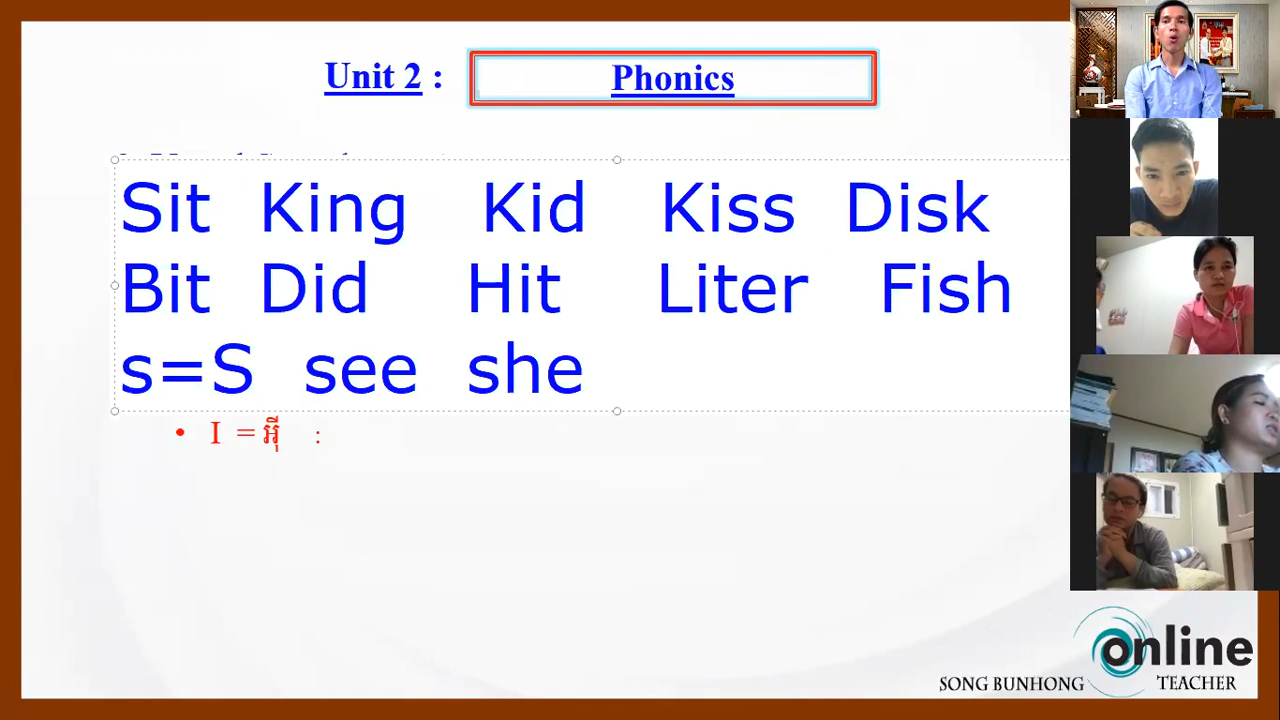 Unit 2 : Phonics
Sit King Kid Kiss Disk
Bit Did Hit Liter Fish
s=S see she
• I = អ៊ី :
online
SONG BUNHONG TEACHER